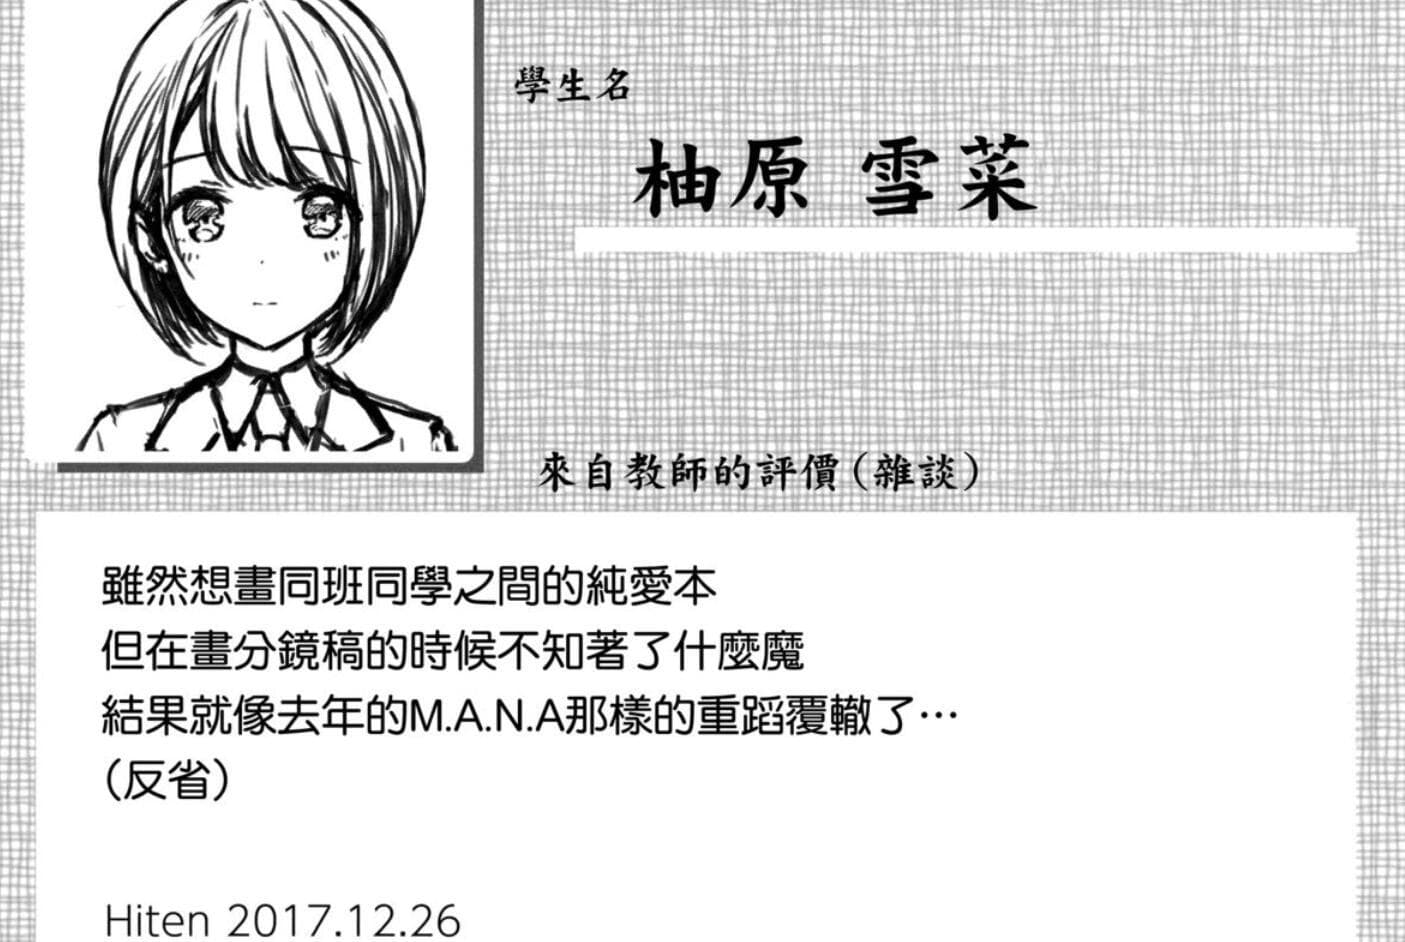 學生名
柚原 雪菜
來自教師的評價(雜談)
雖然想畫同班同學之間的純愛本
但在畫分鏡稿的時候不知著了什麼魔
結果就像去年的M.A.N.A那樣的重蹈覆轍了…
(反省)
Hiten 2017.12.26